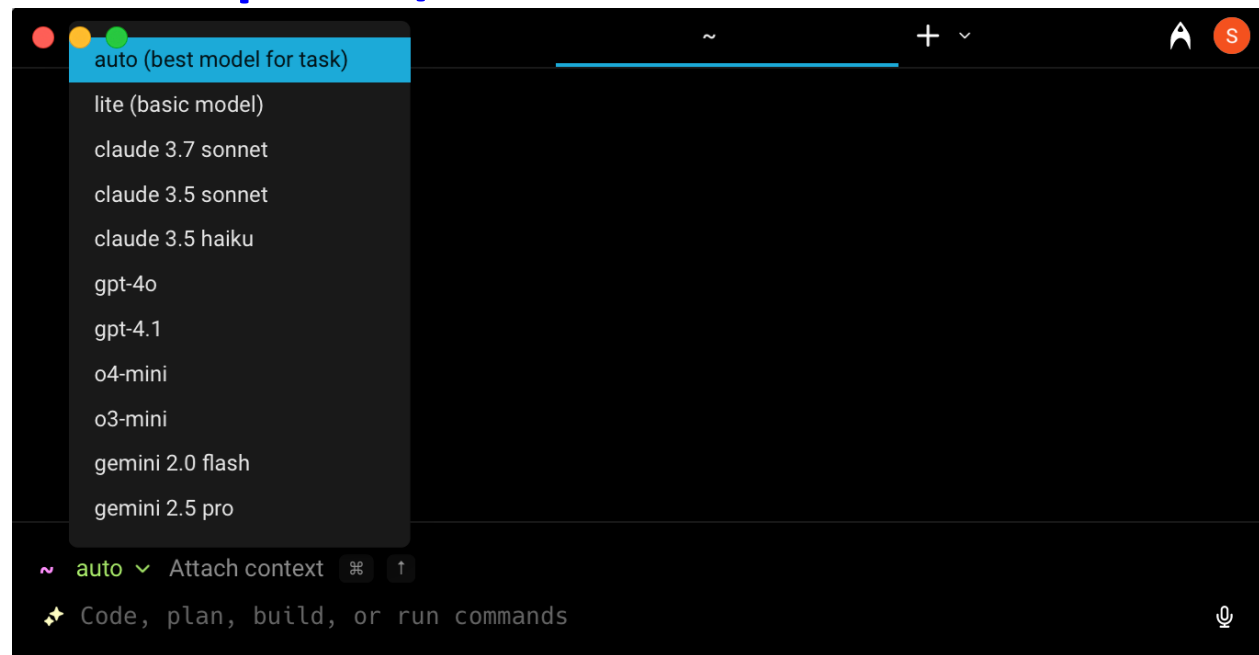 ~
S
auto (best model for task)
lite (basic model)
claude 3.7 sonnet
claude 3.5 sonnet
claude 3.5 haiku
gpt-4o
gpt-4.1
o4-mini
o3-mini
gemini 2.0 flash
gemini 2.5 pro
~ auto Attach context ⌘ ↑
Code, plan, build, or run commands